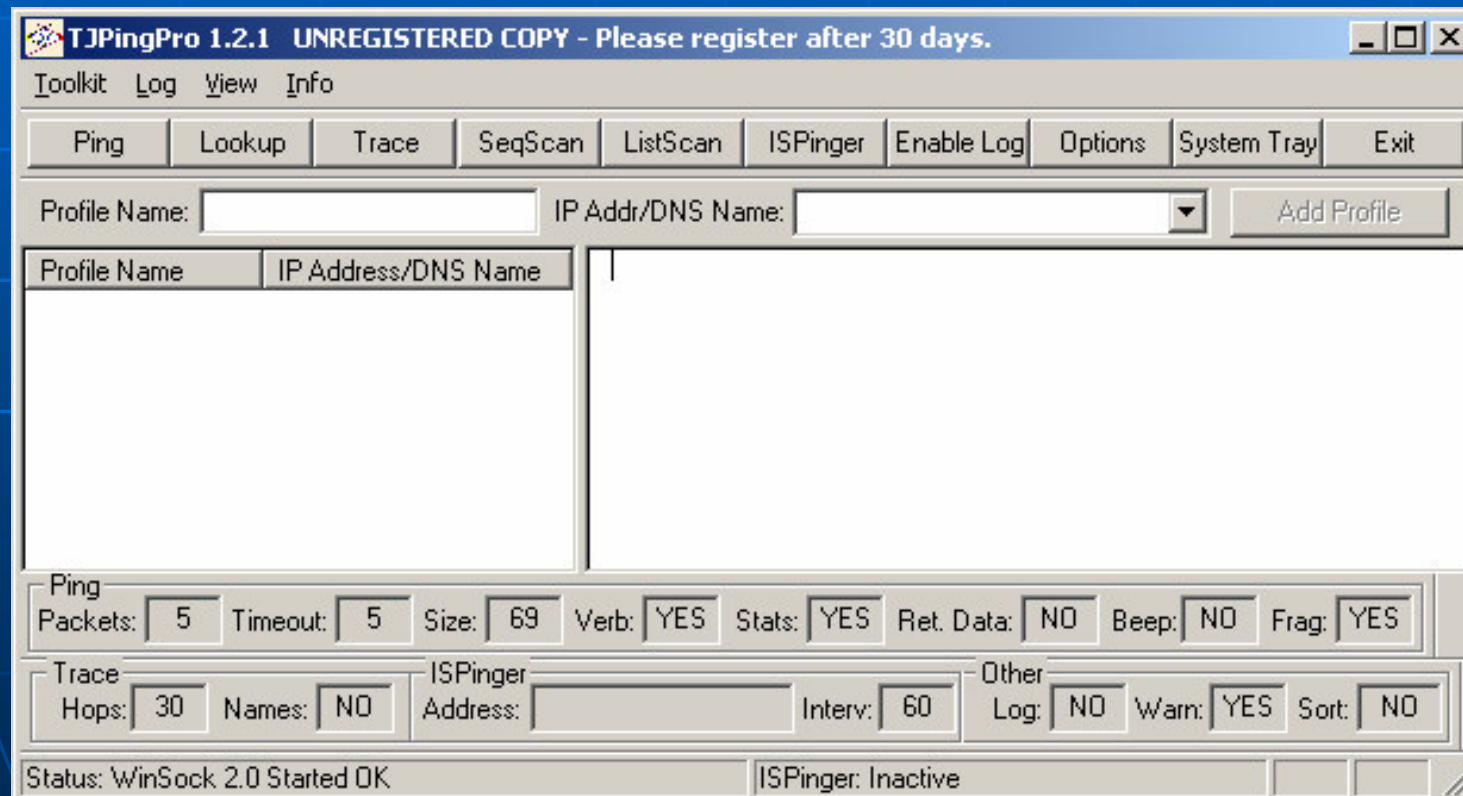 TJPingPro 1.2.1 UNREGISTERED COPY - Please register after 30 days.
Toolkit Log View Info
Ping Lookup Trace SeqScan ListScan ISPinger Enable Log Options System Tray Exit
Profile Name: IP Addr/DNS Name: Add Profile
Profile Name IP Address/DNS Name
Ping
Packets: 5 Timeout: 5 Size: 69 Verb: YES Stats: YES Ret. Data: NO Beep: NO Frag: YES
Trace ISPinger Other
Hops: 30 Names: NO Address: Interv: 60 Log: NO Warn: YES Sort: NO
Status: WinSock 2.0 Started OK ISPinger: Inactive